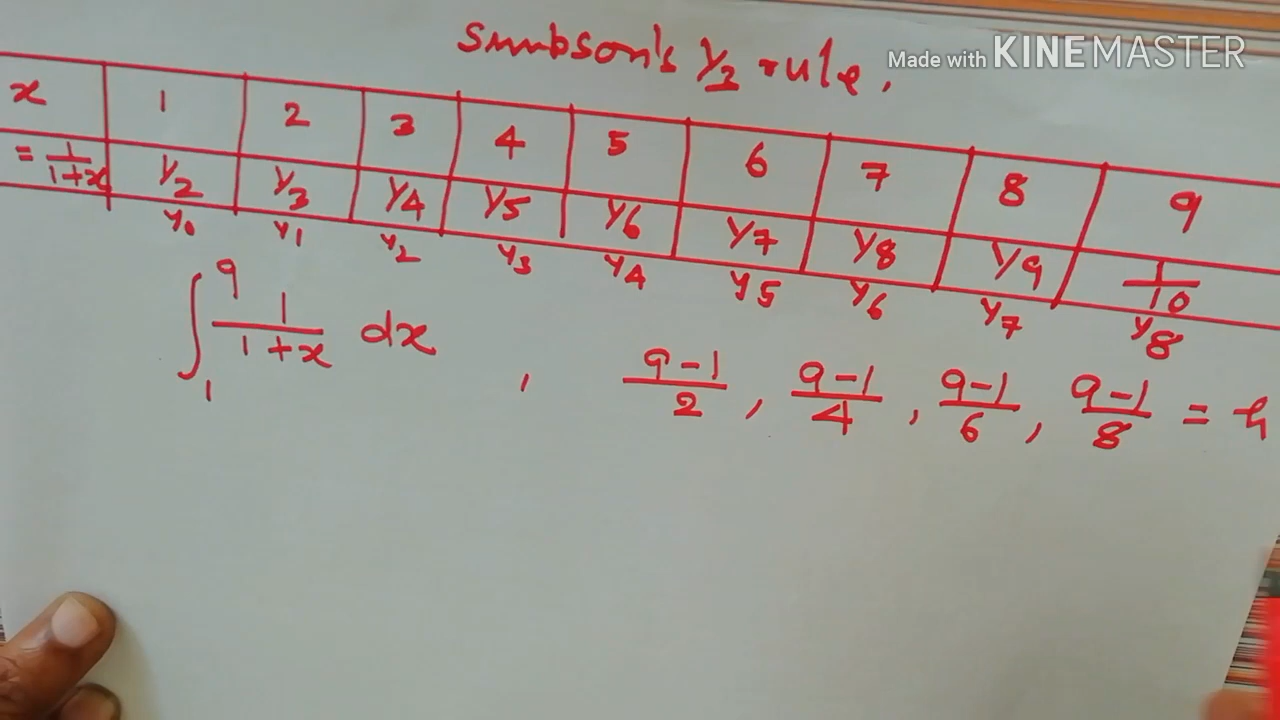 Simbson's 1/3 rule.
Made with KINEMASTER
x 1 2 3 4 5 6 7 8 9
= 1/1+x 1/2 1/3 1/4 1/5 1/6 1/7 1/8 1/9 1/10
y0 y1 y2 y3 y4 y5 y6 y7 y8
∫₁⁹ 1/1+x dx , 9-1/2 , 9-1/4 , 9-1/6 , 9-1/8 = h